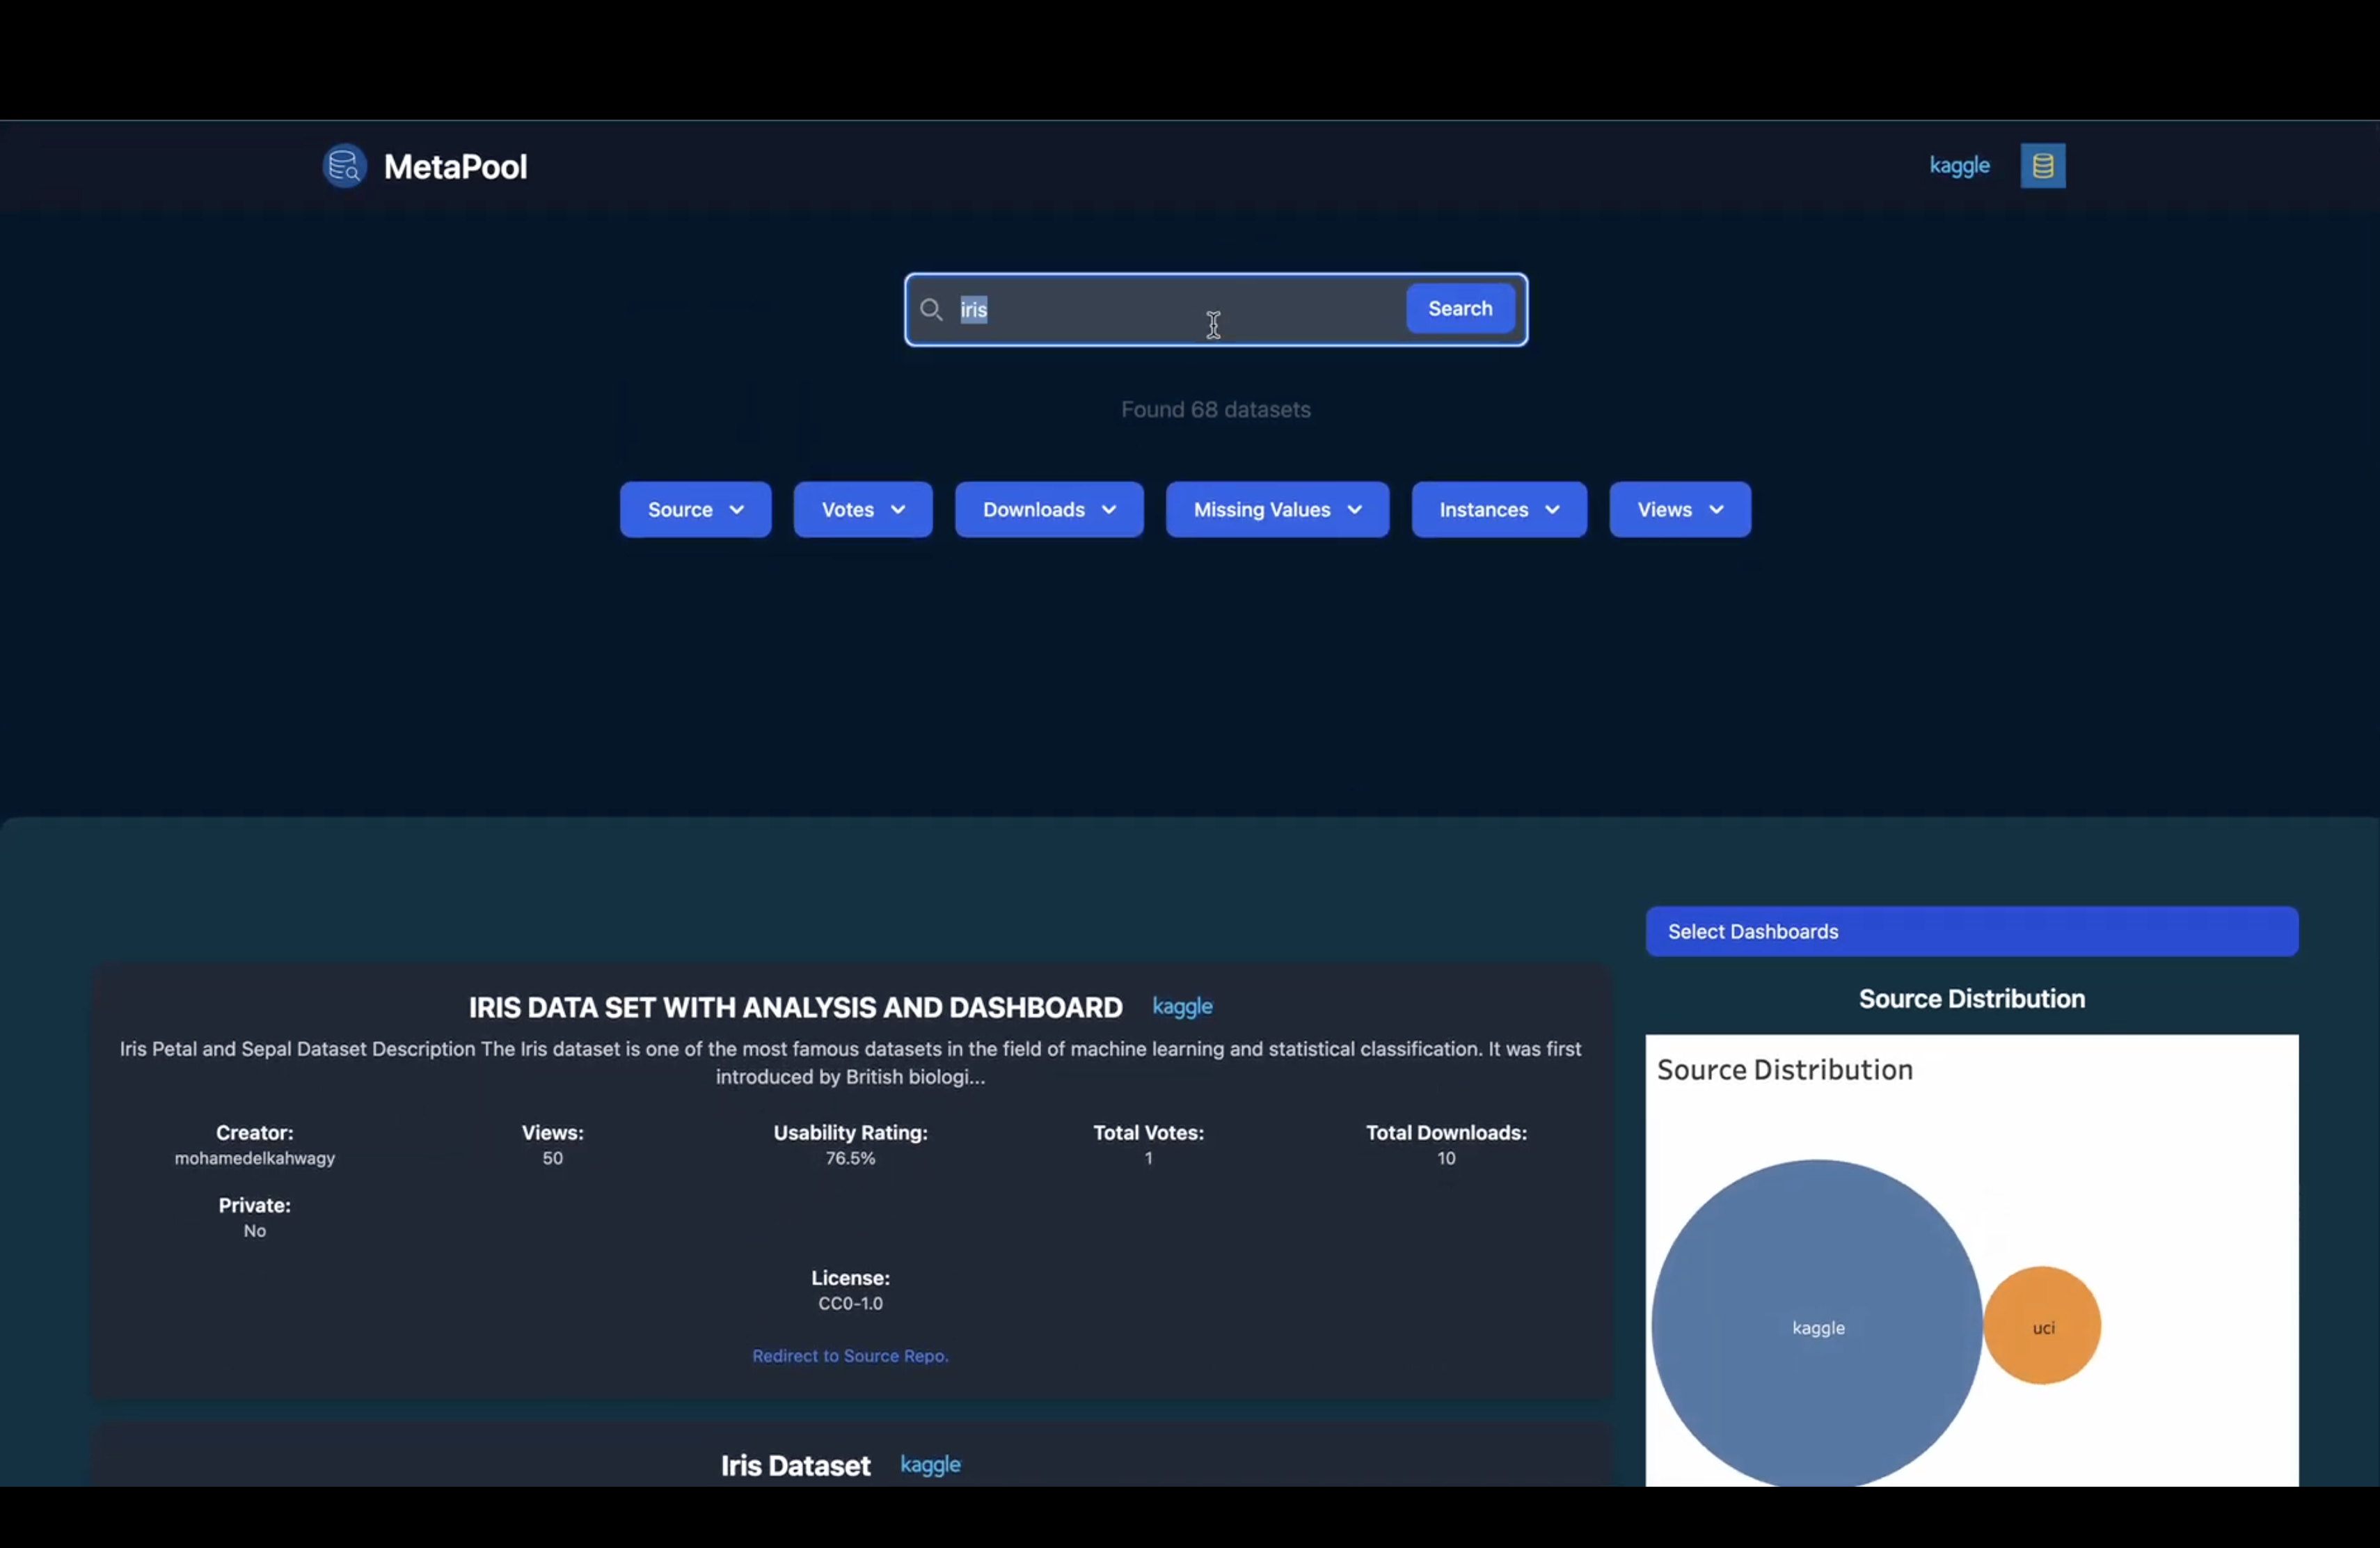 MetaPool
kaggle
iris
Search
Found 68 datasets
Source
Votes
Downloads
Missing Values
Instances
Views
Select Dashboards
IRIS DATA SET WITH ANALYSIS AND DASHBOARD kaggle
Iris Petal and Sepal Dataset Description The Iris dataset is one of the most famous datasets in the field of machine learning and statistical classification. It was first
introduced by British biologi...
Creator:
mohamedelkahwagy
Views:
50
Usability Rating:
76.5%
Total Votes:
1
Total Downloads:
10
Private:
No
License:
CC0-1.0
Redirect to Source Repo.
Iris Dataset kaggle
Source Distribution
Source Distribution
kaggle
uci